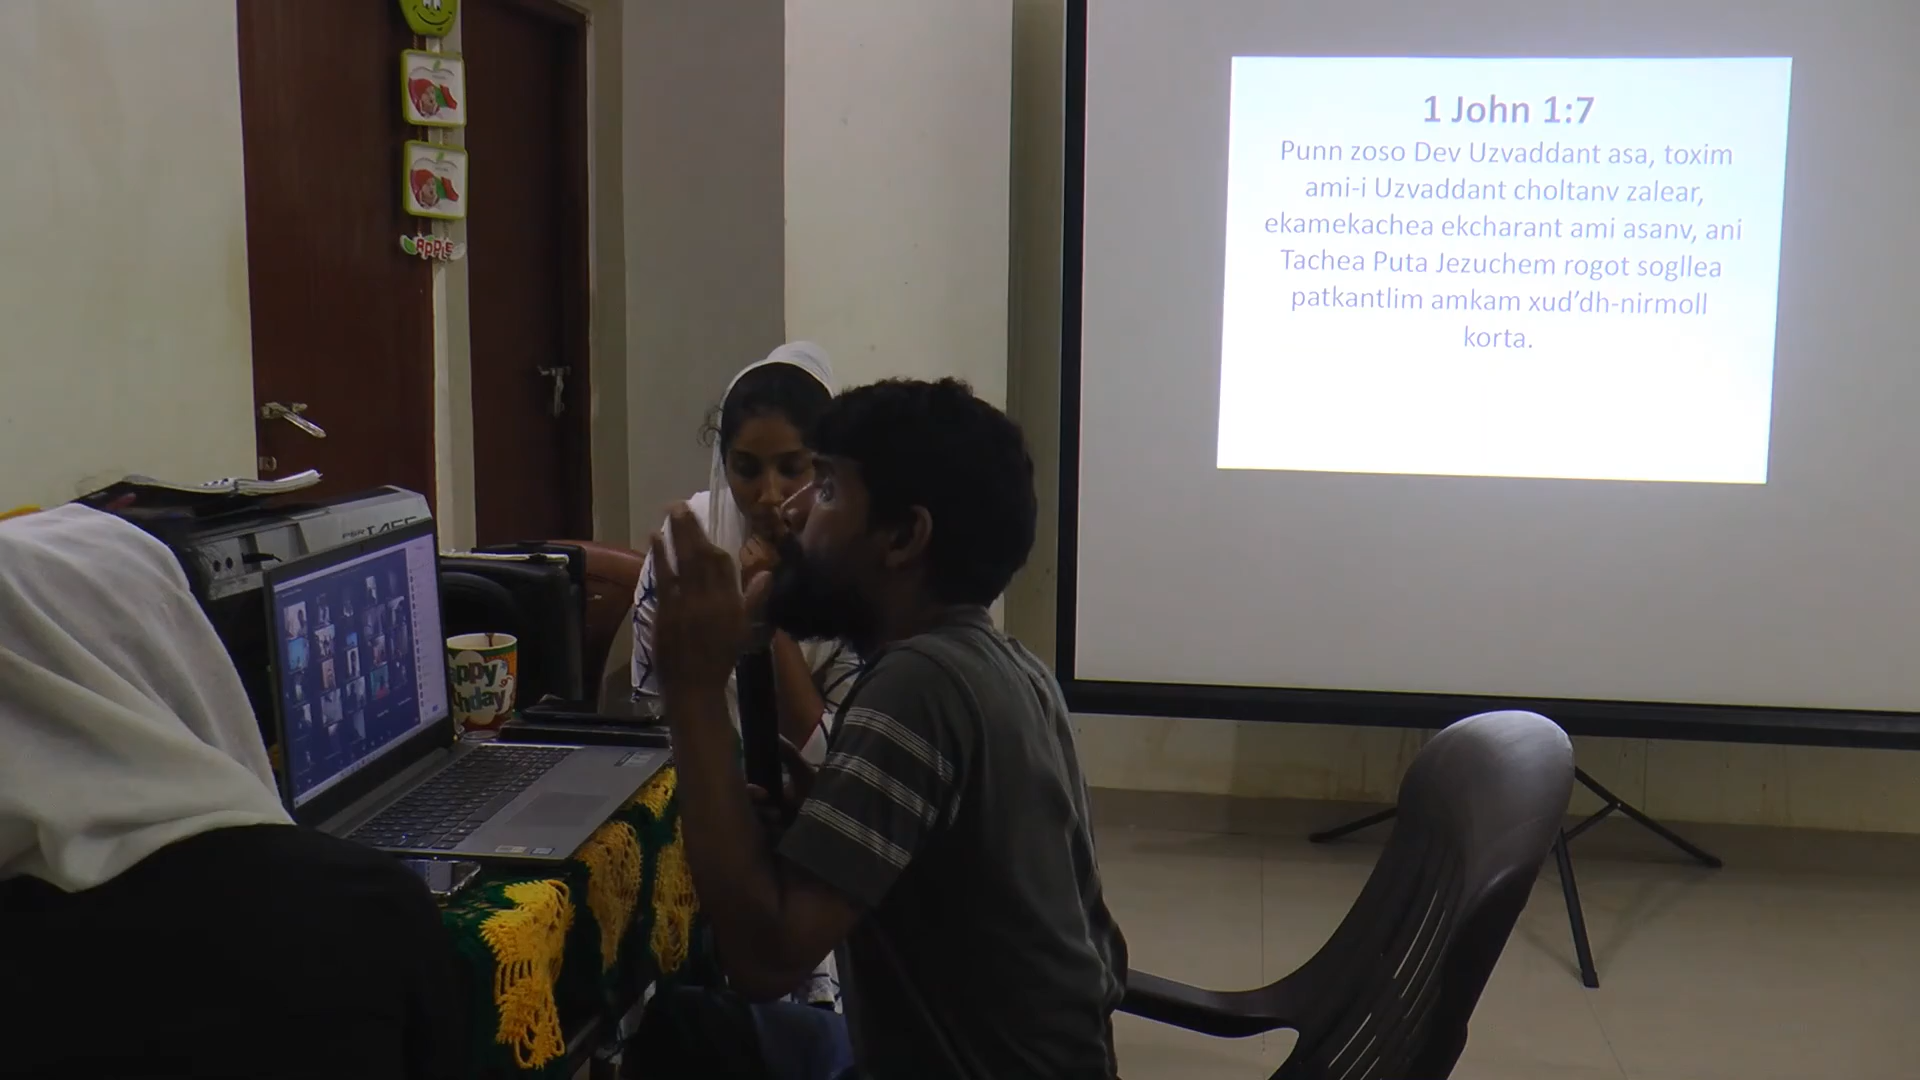 1 John 1:7
Punn zoso Dev Uzvaddant asa, toxim
ami-i Uzvaddant choltanv zalear,
ekamekachea ekcharant ami asanv, ani
Tachea Puta Jezuchem rogot sogllea
patkantlim amkam xud’dh-nirmoll
korta.
APPLE